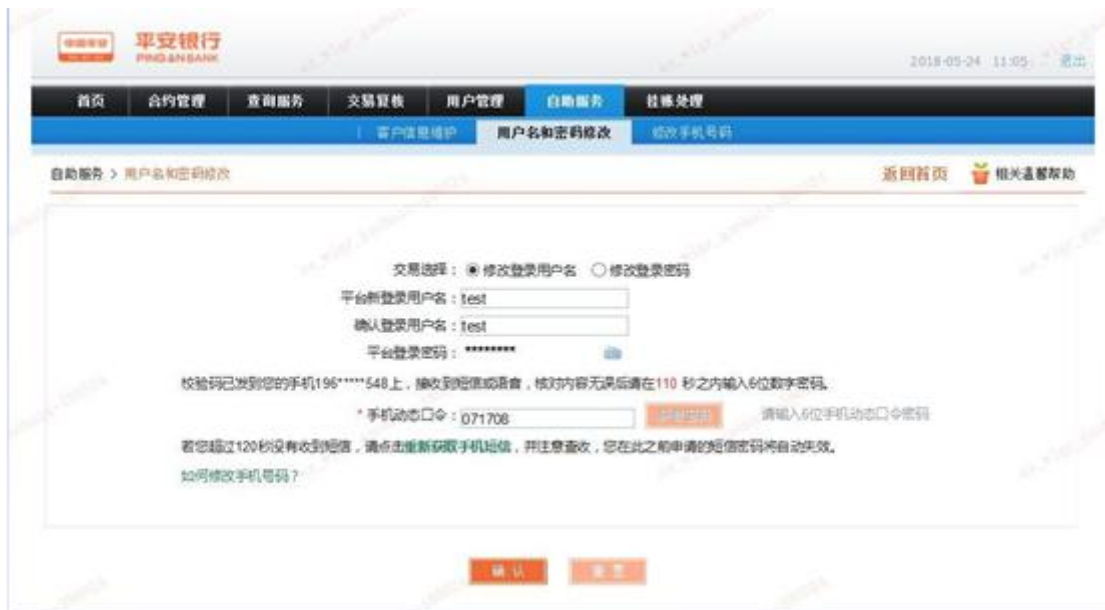 平安银行
PING AN BANK
2018-05-24 11:05 退出
首页 合约管理 查询服务 交易复核 用户管理 自助服务 挂账处理
客户信息维护 用户名和密码修改 修改手机号码
自助服务 > 用户名和密码修改 返回首页 相关温馨帮助
交易选择： 修改登录用户名 修改登录密码
平台新登录用户名：test
确认登录用户名：test
平台登录密码：********
校验码已发到您的手机196*****548上，接收到短信或语音，核对内容无误后请在110 秒之内输入6位数字密码。
* 手机动态口令：071708 请输入6位手机动态口令密码
若您超过120秒没有收到短信，请点击重新获取手机短信，并注意查收，您在此之前申请的短信密码将自动失效。
如何修改手机号码？
确 认 重 置